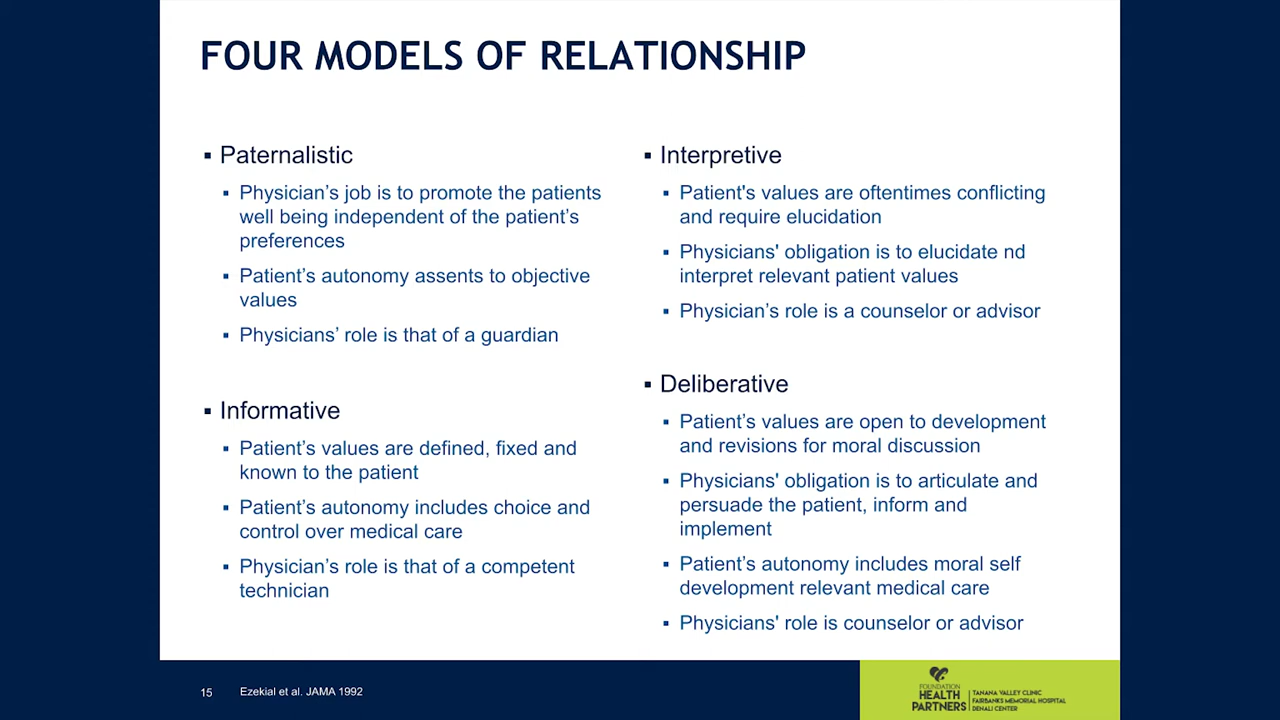 FOUR MODELS OF RELATIONSHIP
▪ Paternalistic
▪ Physician’s job is to promote the patients
well being independent of the patient’s
preferences
▪ Patient’s autonomy assents to objective
values
▪ Physicians’ role is that of a guardian
▪ Informative
▪ Patient’s values are defined, fixed and
known to the patient
▪ Patient’s autonomy includes choice and
control over medical care
▪ Physician’s role is that of a competent
technician
▪ Interpretive
▪ Patient's values are oftentimes conflicting
and require elucidation
▪ Physicians' obligation is to elucidate nd
interpret relevant patient values
▪ Physician’s role is a counselor or advisor
▪ Deliberative
▪ Patient’s values are open to development
and revisions for moral discussion
▪ Physicians' obligation is to articulate and
persuade the patient, inform and
implement
▪ Patient’s autonomy includes moral self
development relevant medical care
▪ Physicians' role is counselor or advisor
15
Ezekial et al. JAMA 1992
FOUNDATION
HEALTH
PARTNERS
TANANA VALLEY CLINIC
FAIRBANKS MEMORIAL HOSPITAL
DENALI CENTER